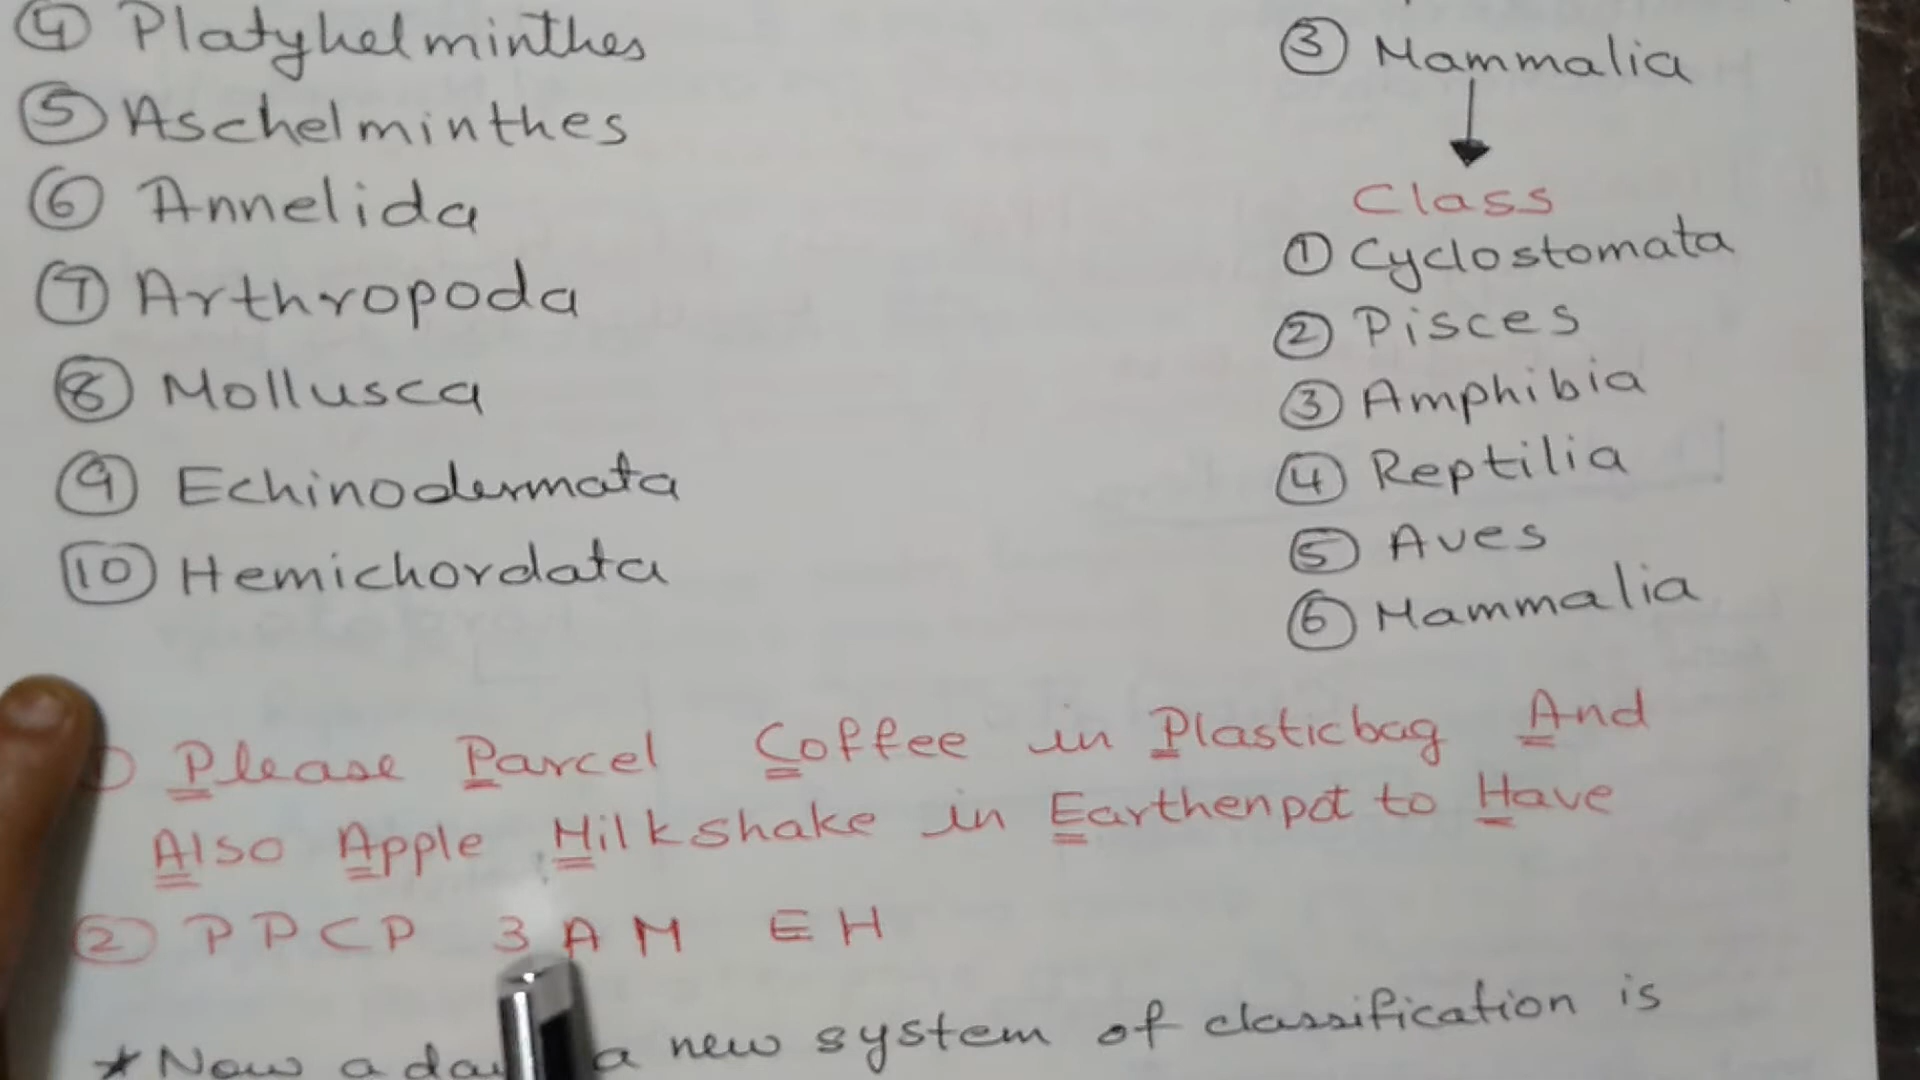 ④ Platyhelminthes
⑤ Aschelminthes
⑥ Annelida
⑦ Arthropoda
⑧ Mollusca
⑨ Echinodermata
⑩ Hemichordata
③ Mammalia
Class
① Cyclostomata
② Pisces
③ Amphibia
④ Reptilia
⑤ Aves
⑥ Mammalia
Please Parcel Coffee in Plasticbag And
Also Apple Milkshake in Earthenpot to Have
② PPCP 3AM EH
★ Now a new system of classification is